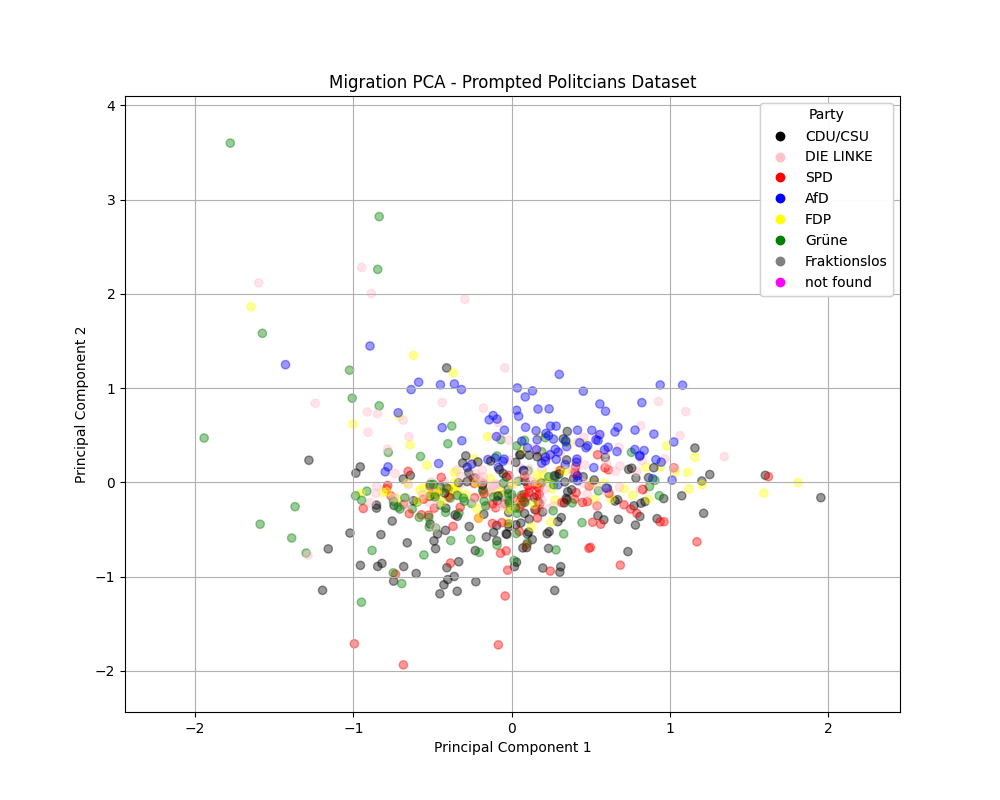 Migration PCA - Prompted Politcians Dataset
Party
CDU/CSU
DIE LINKE
SPD
AfD
FDP
Grüne
Fraktionslos
not found
4
3
2
1
0
−1
−2
Principal Component 2
−2
−1
0
1
2
Principal Component 1